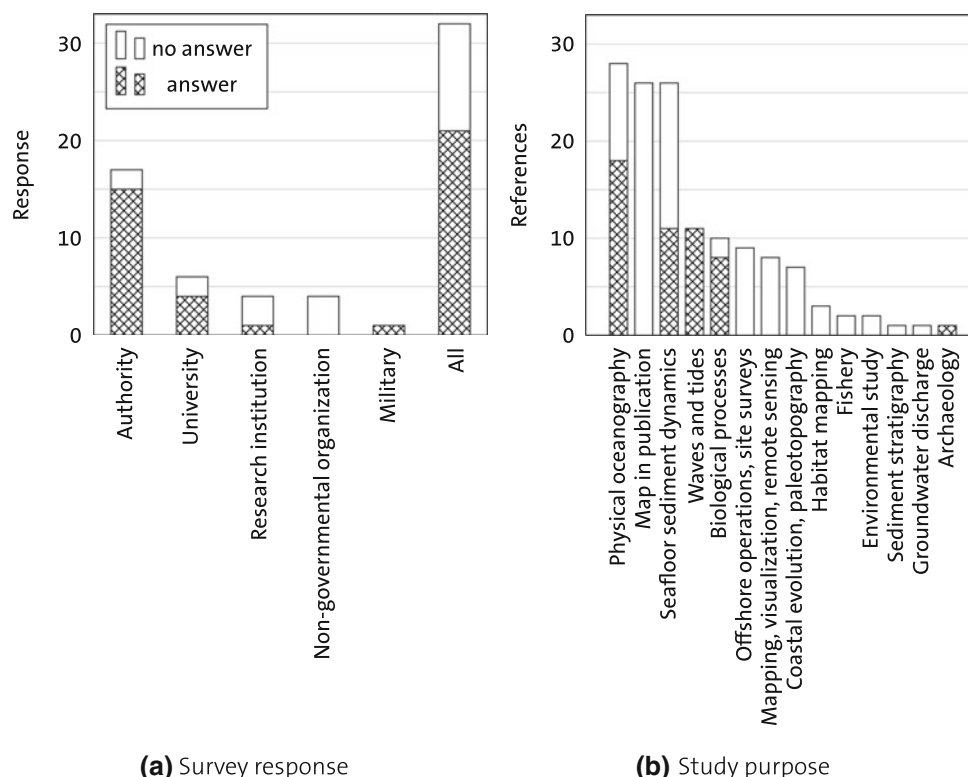 Response
30
20
10
0
no answer
answer
Authority
University
Research institution
Non-governmental organization
Military
All
(a) Survey response
References
30
20
10
0
Physical oceanography
Map in publication
Seafloor sediment dynamics
Waves and tides
Biological processes
Offshore operations, site surveys
Mapping, visualization, remote sensing
Coastal evolution, paleotopography
Habitat mapping
Fishery
Environmental study
Sediment stratigraphy
Groundwater discharge
Archaeology
(b) Study purpose